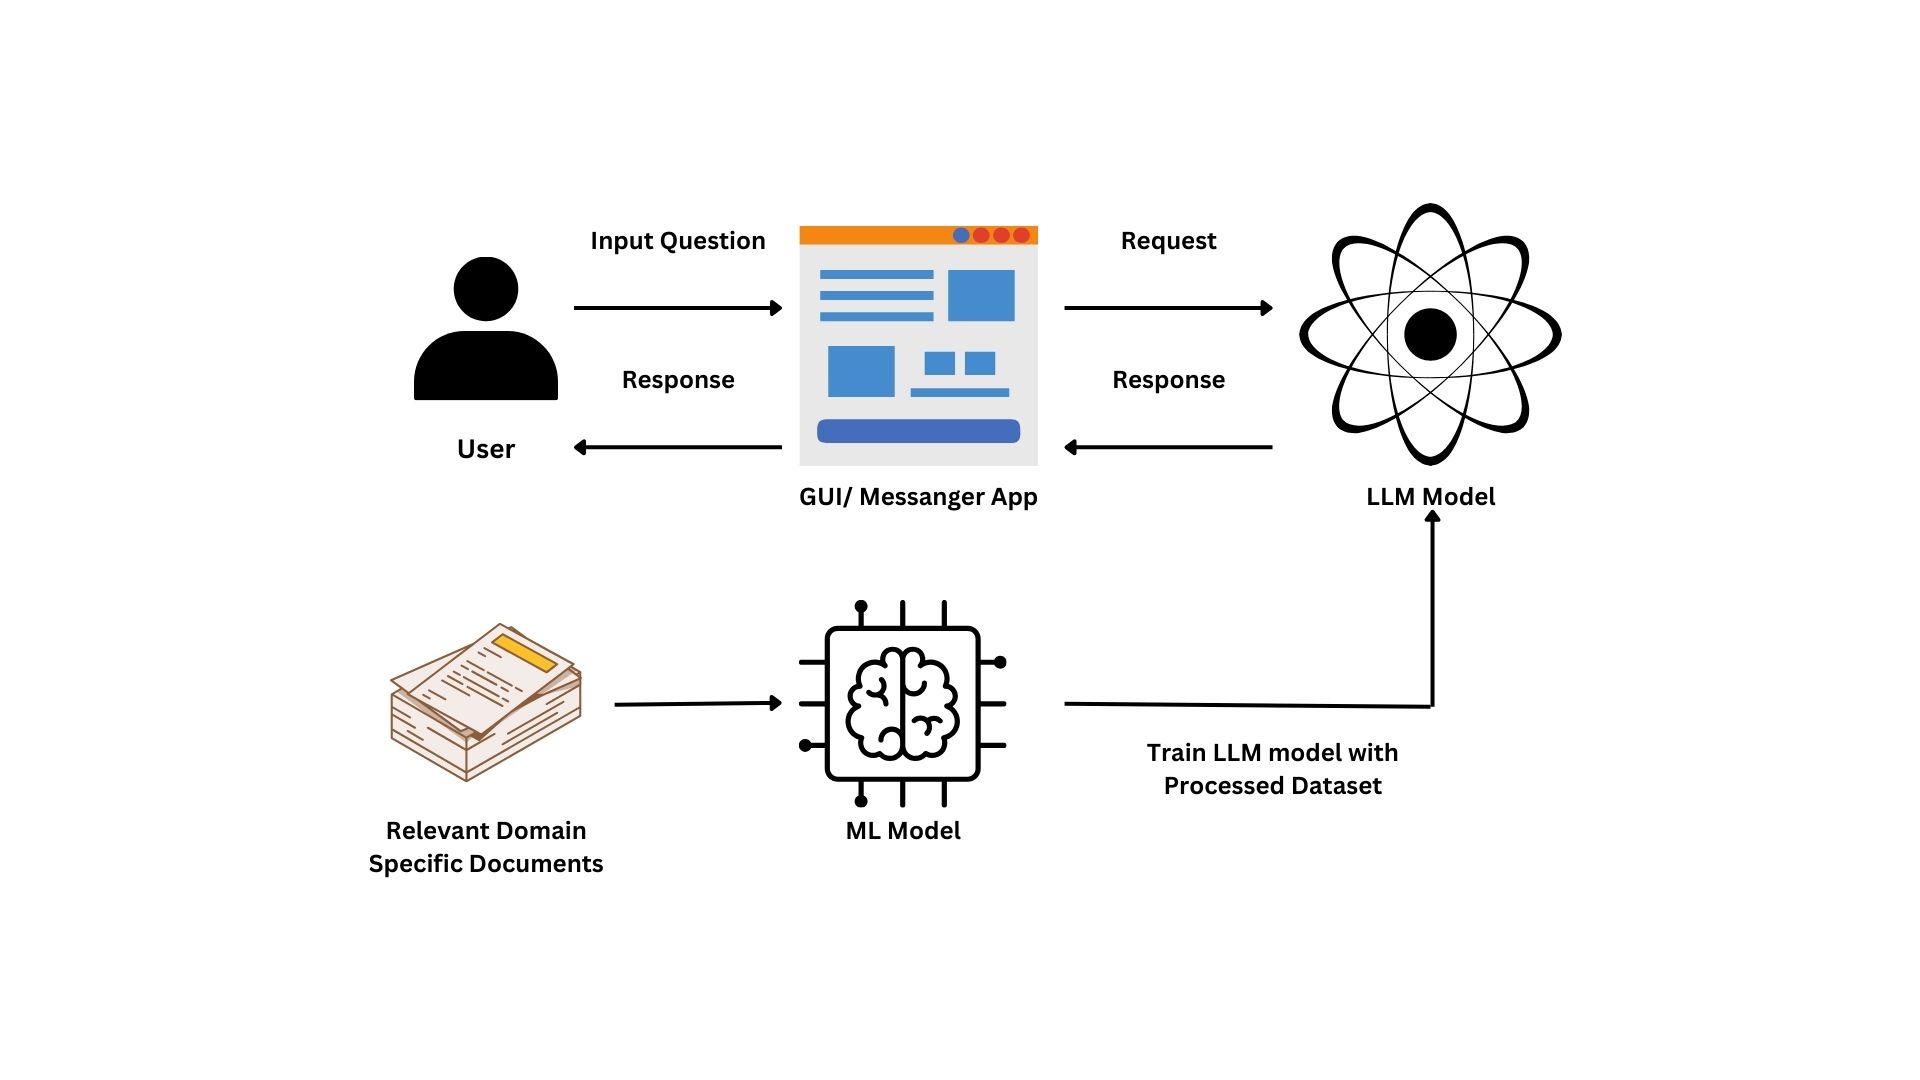 Input Question
Request
Response
Response
User
GUI/ Messanger App
LLM Model
Train LLM model with
Processed Dataset
Relevant Domain
Specific Documents
ML Model